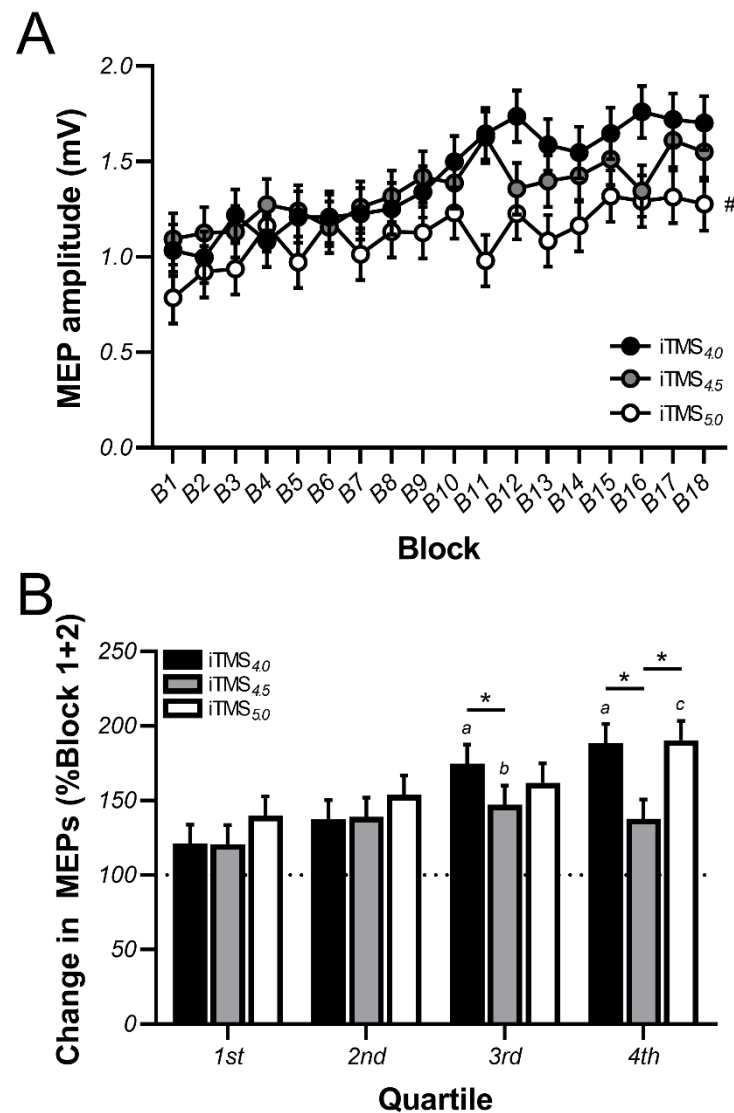 A
MEP amplitude (mV)
2.0
1.5
1.0
0.5
0.0
#
iTMS4.0
iTMS4.5
iTMS5.0
B1 B2 B3 B4 B5 B6 B7 B8 B9 B10 B11 B12 B13 B14 B15 B16 B17 B18
Block
B
Change in MEPs (%Block 1+2)
250
200
150
100
50
0
iTMS4.0
iTMS4.5
iTMS5.0
* *
*
a b a c
1st 2nd 3rd 4th
Quartile